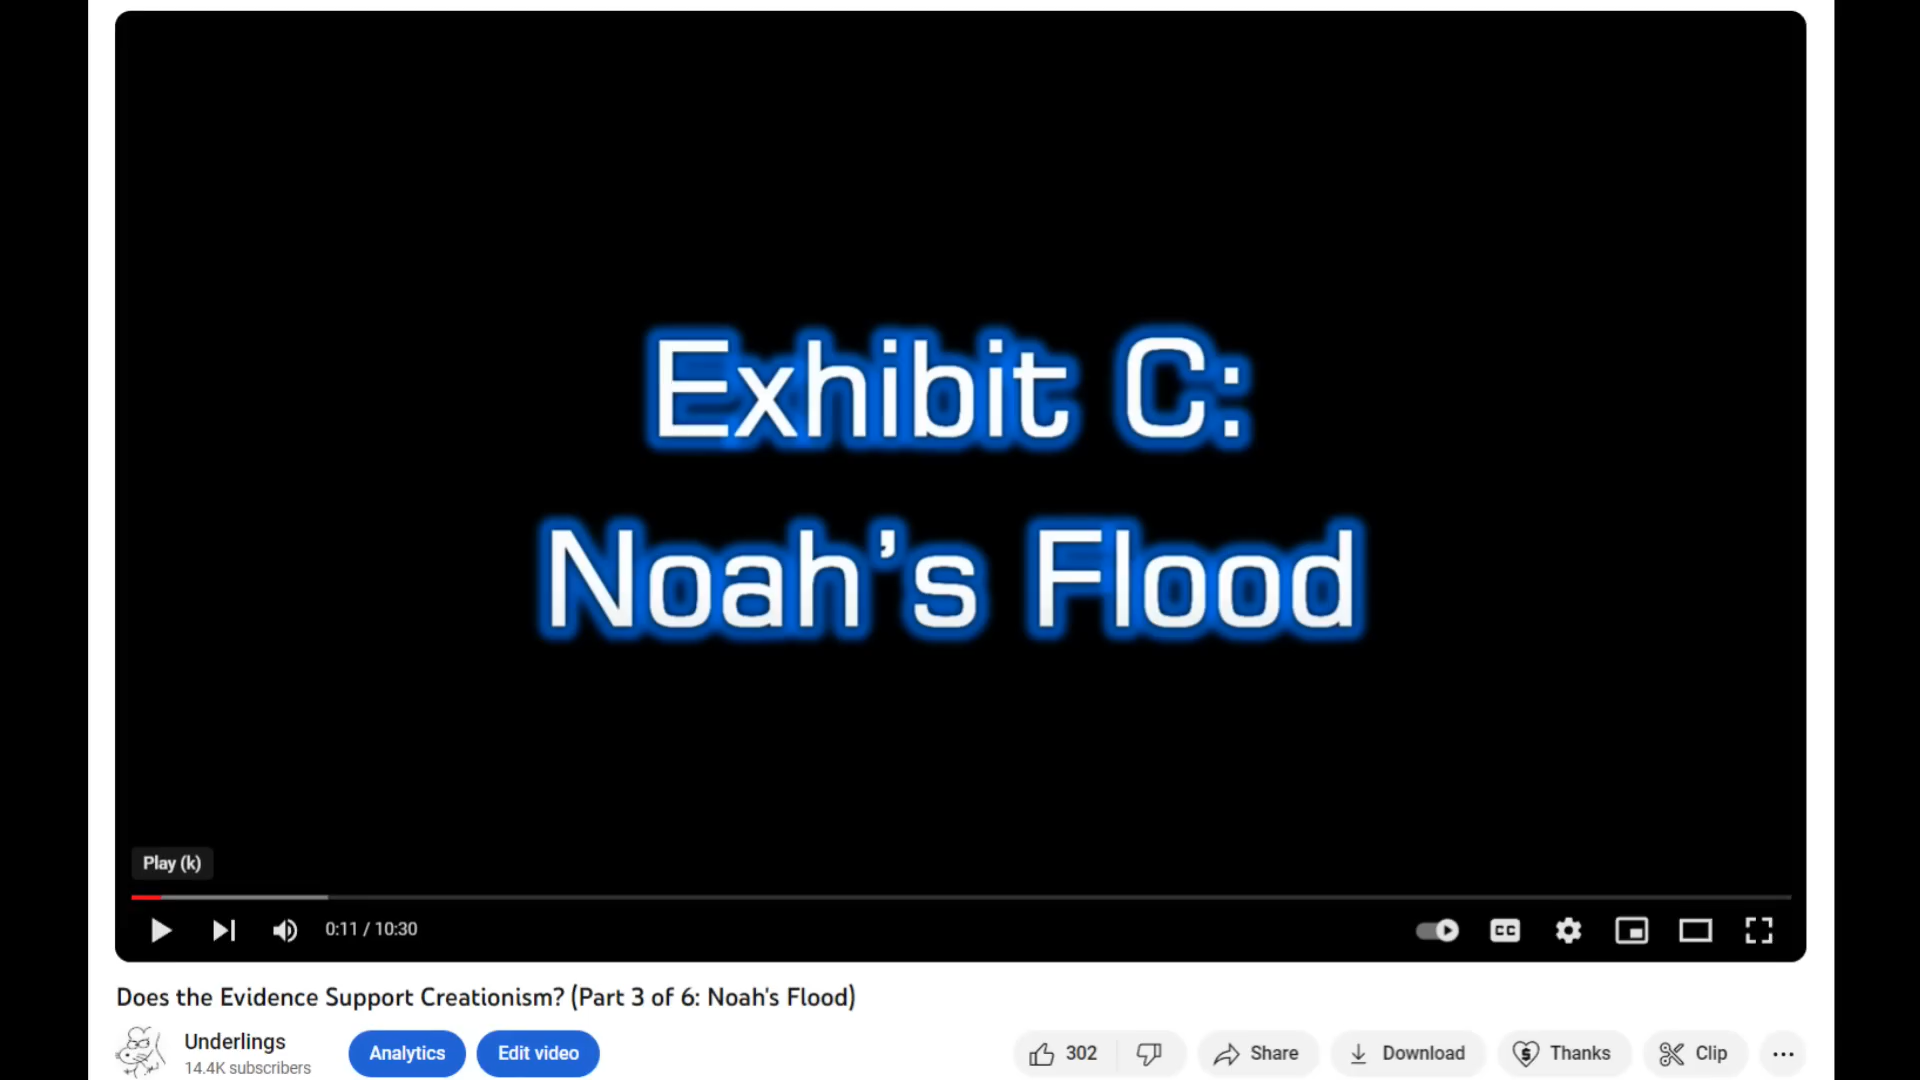 Exhibit C:
Noah’s Flood
Play (k)
0:11 / 10:30
CC
Does the Evidence Support Creationism? (Part 3 of 6: Noah's Flood)
Underlings
14.4K subscribers
Analytics
Edit video
302
Share
Download
$
Thanks
Clip